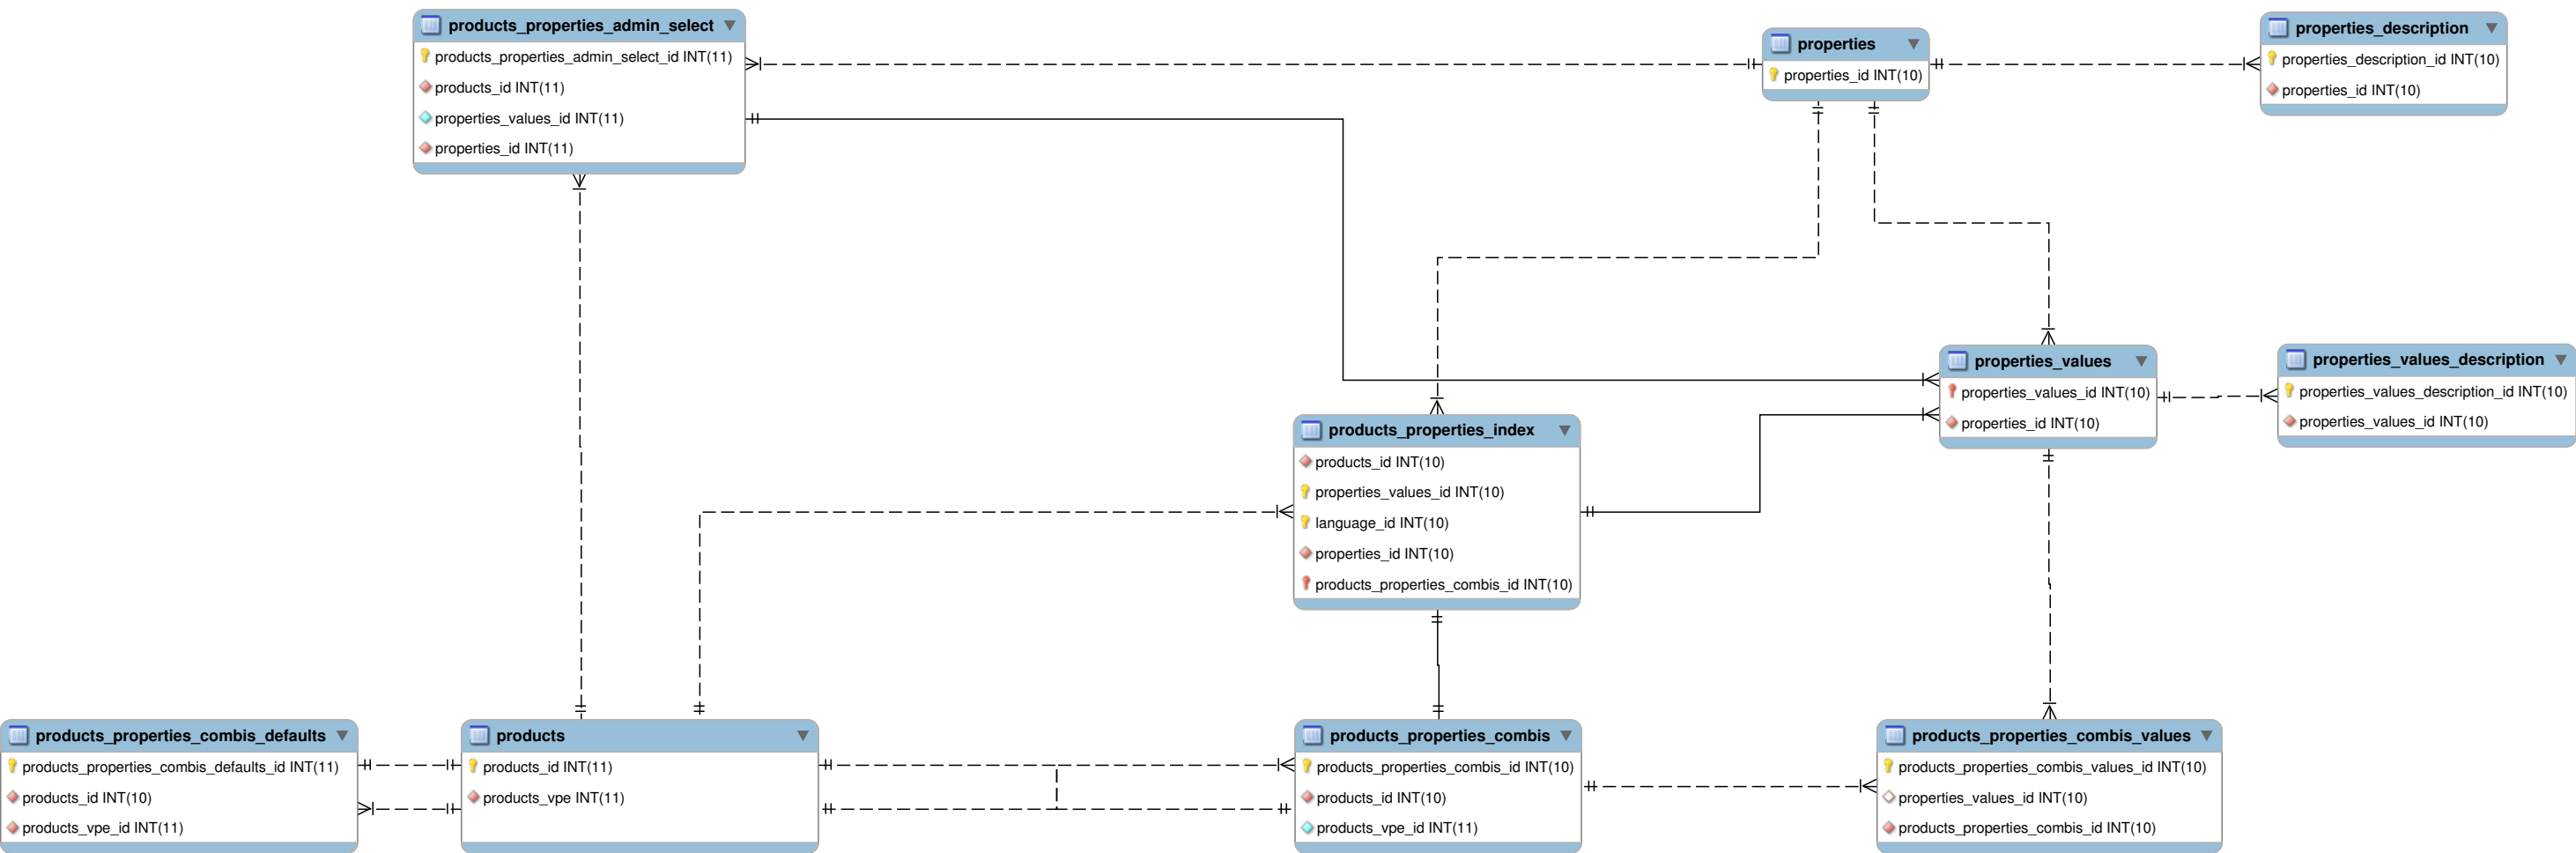 products_properties_admin_select
products_properties_admin_select_id INT(11)
products_id INT(11)
properties_values_id INT(11)
properties_id INT(11)
properties
properties_id INT(10)
properties_description
properties_description_id INT(10)
properties_id INT(10)
properties_values
properties_values_id INT(10)
properties_id INT(10)
properties_values_description
properties_values_description_id INT(10)
properties_values_id INT(10)
products_properties_index
products_id INT(10)
properties_values_id INT(10)
language_id INT(10)
properties_id INT(10)
products_properties_combis_id INT(10)
products_properties_combis_defaults
products_properties_combis_defaults_id INT(11)
products_id INT(10)
products_vpe_id INT(11)
products
products_id INT(11)
products_vpe INT(11)
products_properties_combis
products_properties_combis_id INT(10)
products_id INT(10)
products_vpe_id INT(11)
products_properties_combis_values
products_properties_combis_values_id INT(10)
properties_values_id INT(10)
products_properties_combis_id INT(10)